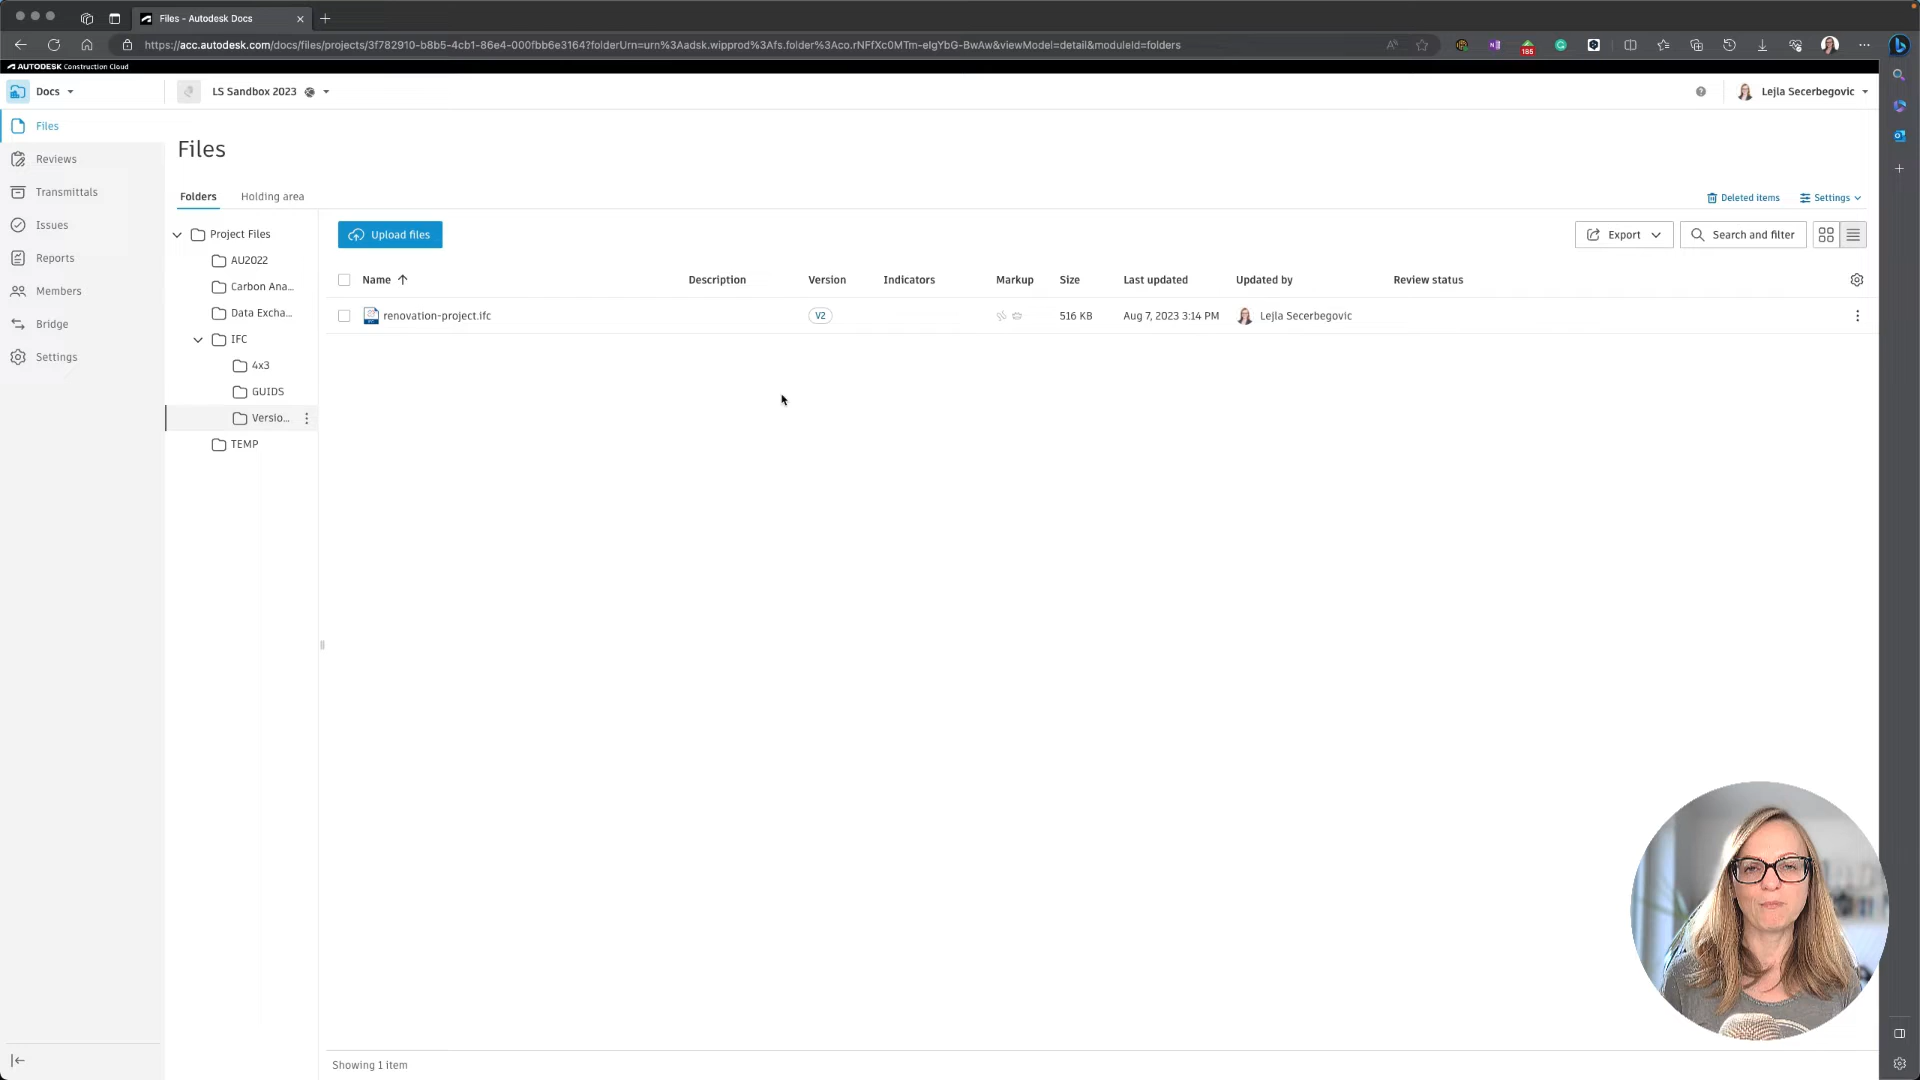 Files - Autodesk Docs
https://acc.autodesk.com/docs/files/projects/3f782910-b8b5-4cb1-86e4-000fbb6e3164?folderUrn=urn%3Aadsk.wipprod%3Afs.folder%3Aco.rNFfXc0MTm-eIgYbG-BwAw&viewModel=detail&moduleId=folders
185
AUTODESK Construction Cloud
Docs
LS Sandbox 2023
Lejla Secerbegovic
Files
Reviews
Transmittals
Issues
Reports
Members
Bridge
Settings
Files
Folders
Holding area
Deleted items
Settings
Project Files
AU2022
Carbon Ana...
Data Excha...
IFC
4x3
GUIDS
Versio...
TEMP
Upload files
Export
Search and filter
Name
Description
Version
Indicators
Markup
Size
Last updated
Updated by
Review status
renovation-project.ifc
V2
516 KB
Aug 7, 2023 3:14 PM
Lejla Secerbegovic
Showing 1 item